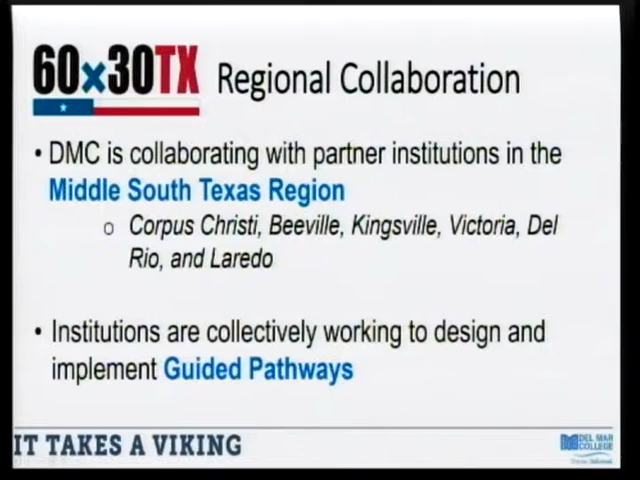 60x30TX Regional Collaboration
• DMC is collaborating with partner institutions in the
Middle South Texas Region
o Corpus Christi, Beeville, Kingsville, Victoria, Del
Rio, and Laredo
• Institutions are collectively working to design and
implement Guided Pathways
IT TAKES A VIKING
DEL MAR
COLLEGE